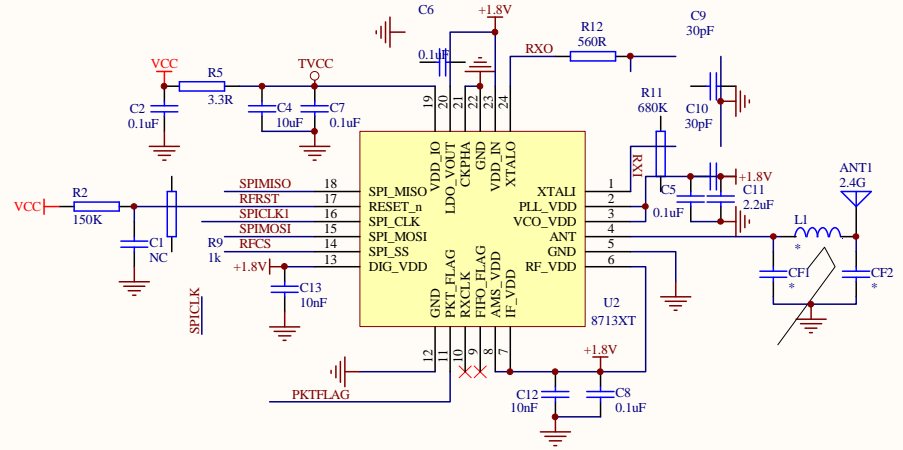 C6
+1.8V
R12
560R
C9
30pF
RXO
0.1uF
VCC
R5
3.3R
TVCC
C2
0.1uF
C4
10uF
C7
0.1uF
19
20
21
22
23
24
R11
680K
C10
30pF
VDD_IO
LDO_VOUT
CKPHA
GND
VDD_IN
XTALO
RXI
SPIMISO
18
SPI_MISO
XTALI
1
RFRST
17
RESET_n
PLL_VDD
2
SPICLK1
16
SPI_CLK
VCO_VDD
3
SPIMOSI
15
SPI_MOSI
ANT
4
RFCS
14
SPI_SS
GND
5
+1.8V
13
DIG_VDD
RF_VDD
6
VCC
R2
150K
C1
NC
R9
1k
C13
10nF
SPICLK
C5
0.1uF
+1.8V
C11
2.2uF
ANT1
2.4G
L1
*
CF1
*
CF2
*
GND
PKT_FLAG
RXCLK
FIFO_FLAG
AMS_VDD
IF_VDD
U2
8713XT
12
11
10
9
8
7
+1.8V
PKTFLAG
C12
10nF
C8
0.1uF